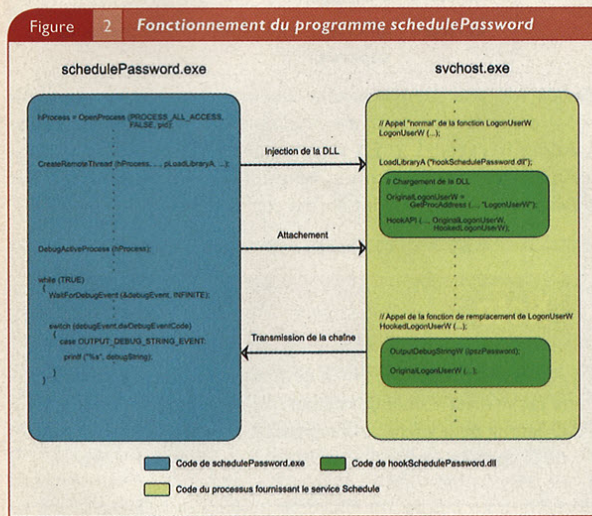 Figure 2 Fonctionnement du programme schedulePassword
schedulePassword.exe
hProcess = OpenProcess (PROCESS_ALL_ACCESS,
FALSE, pid);
CreateRemoteThread (hProcess, . . , pLoadLibraryA, ...);
DebugActiveProcess (hProcess);
while (TRUE)
{
WaitForDebugEvent (&debugEvent, INFINITE);
switch (debugEvent.dwDebugEventCode)
{
case OUTPUT_DEBUG_STRING_EVENT:
printf ("%s", debugString);
}
}
Injection de la DLL
Attachement
Transmission de la chaîne
svchost.exe
// Appel "normal" de la fonction LogonUserW
LogonUserW (...);
LoadLibraryA ("hookSchedulePassword.dll");
// Chargement de la DLL
OriginalLogonUserW =
GetProcAddress (..., "LogonUserW");
HookAPI (..., OriginalLogonUserW,
HookedLogonUserW);
// Appel de la fonction de remplacement de LogonUserW
HookedLogonUserW (...);
OutputDebugStringW (lpszPassword);
OriginalLogonUserW (...);
Code de schedulePassword.exe
Code de hookSchedulePassword.dll
Code du processus fournissant le service Schedule